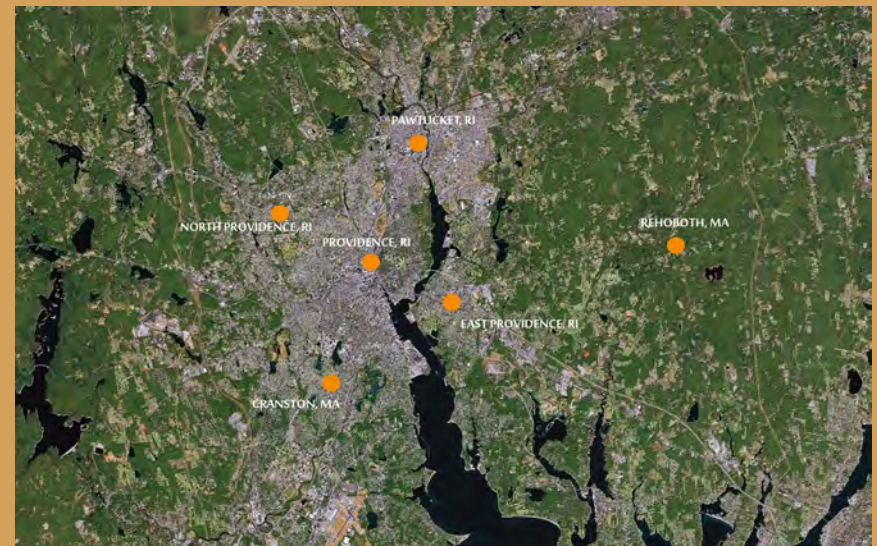 PAWTUCKET, RI
NORTH PROVIDENCE, RI
REHOBOTH, MA
PROVIDENCE, RI
EAST PROVIDENCE, RI
CRANSTON, MA